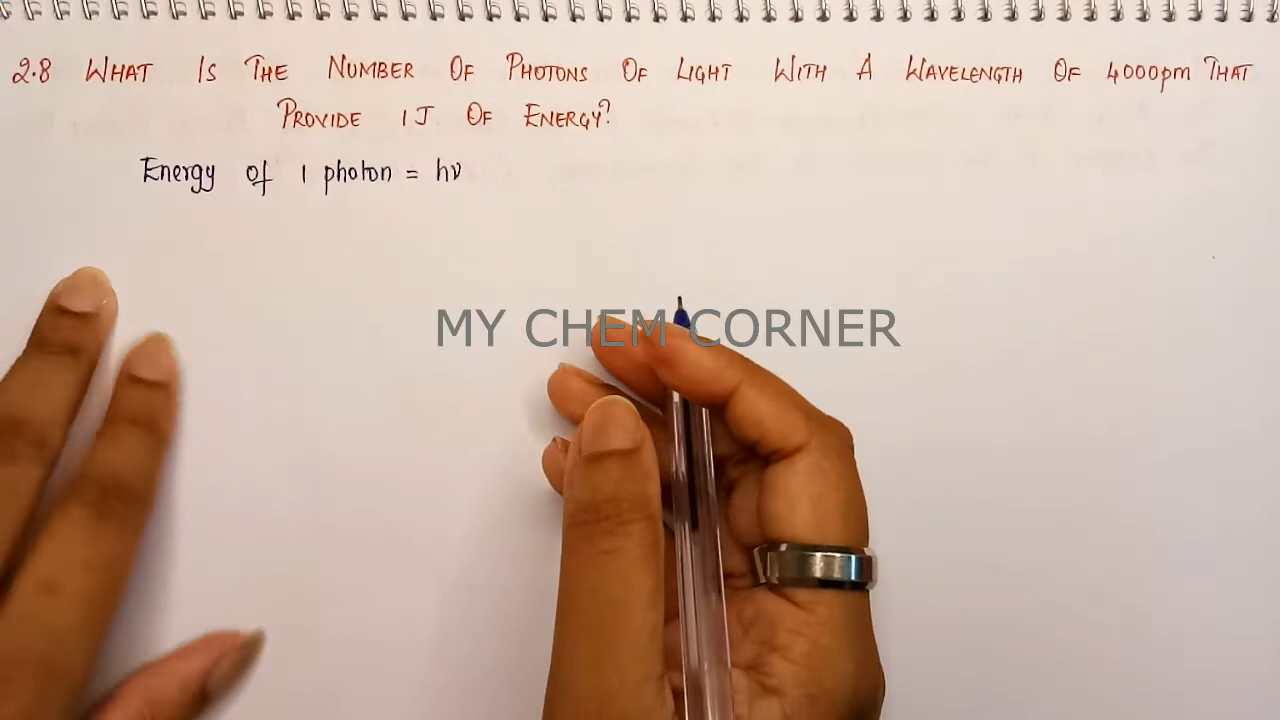 2.8 WHAT IS THE NUMBER OF PHOTONS OF LIGHT WITH A WAVELENGTH OF 4000pm THAT
PROVIDE 1J OF ENERGY?
Energy of 1 photon = hν
MY CHEM CORNER